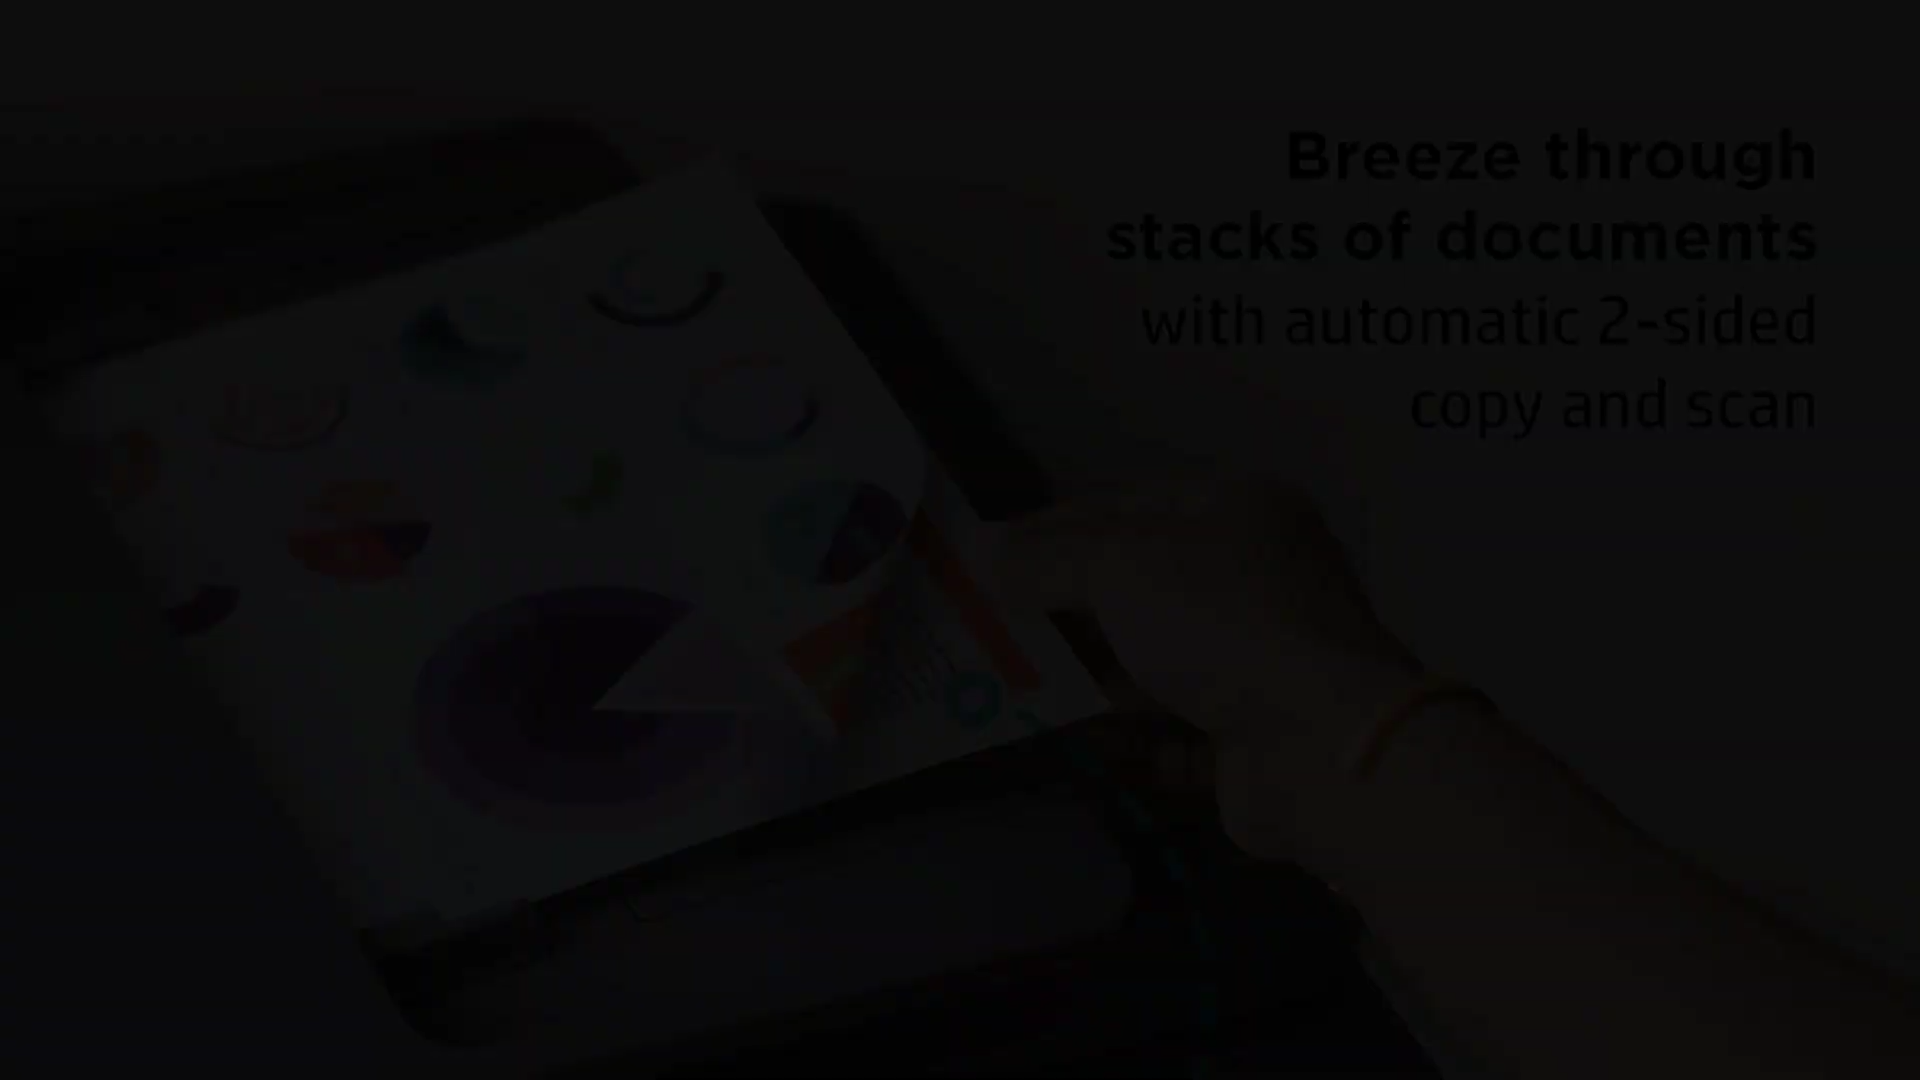 Breeze through
stacks of documents
with automatic 2-sided
copy and scan